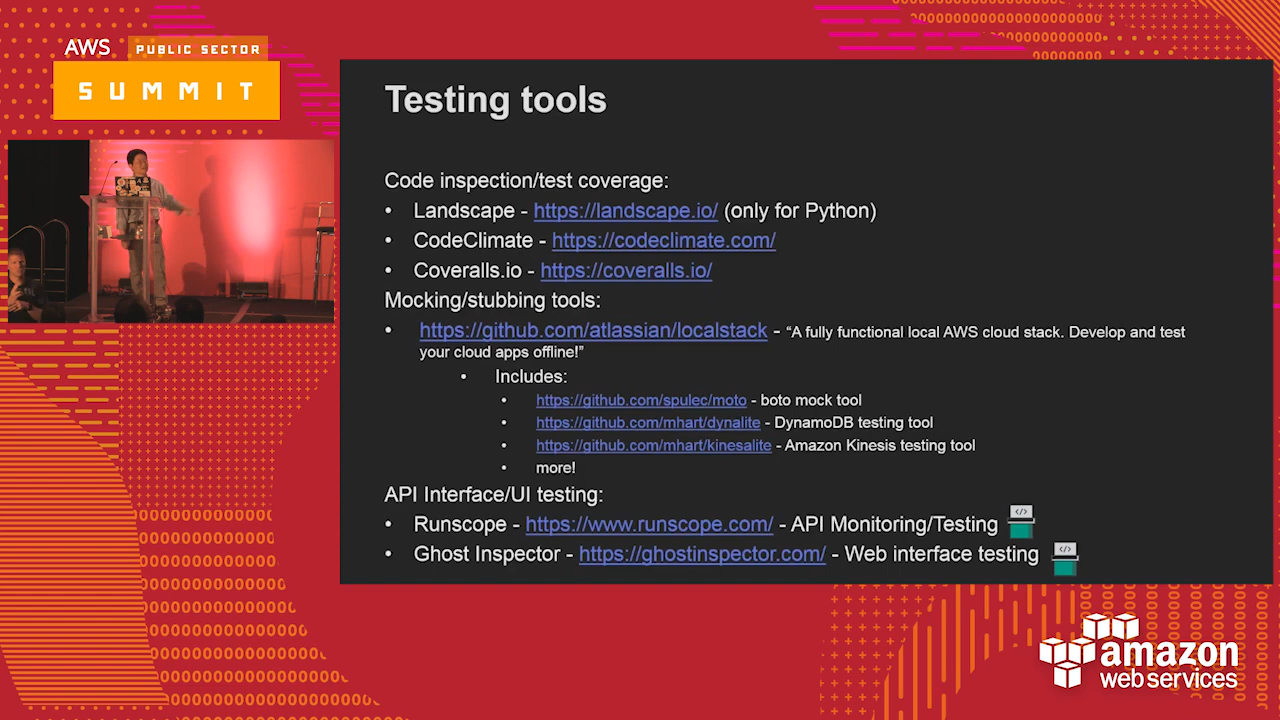 AWS PUBLIC SECTOR
SUMMIT
Testing tools
Code inspection/test coverage:
• Landscape - https://landscape.io/ (only for Python)
• CodeClimate - https://codeclimate.com/
• Coveralls.io - https://coveralls.io/
Mocking/stubbing tools:
• https://github.com/atlassian/localstack - “A fully functional local AWS cloud stack. Develop and test
your cloud apps offline!”
• Includes:
• https://github.com/spulec/moto - boto mock tool
• https://github.com/mhart/dynalite - DynamoDB testing tool
• https://github.com/mhart/kinesalite - Amazon Kinesis testing tool
• more!
API Interface/UI testing:
• Runscope - https://www.runscope.com/ - API Monitoring/Testing </>
• Ghost Inspector - https://ghostinspector.com/ - Web interface testing </>
amazon
web services